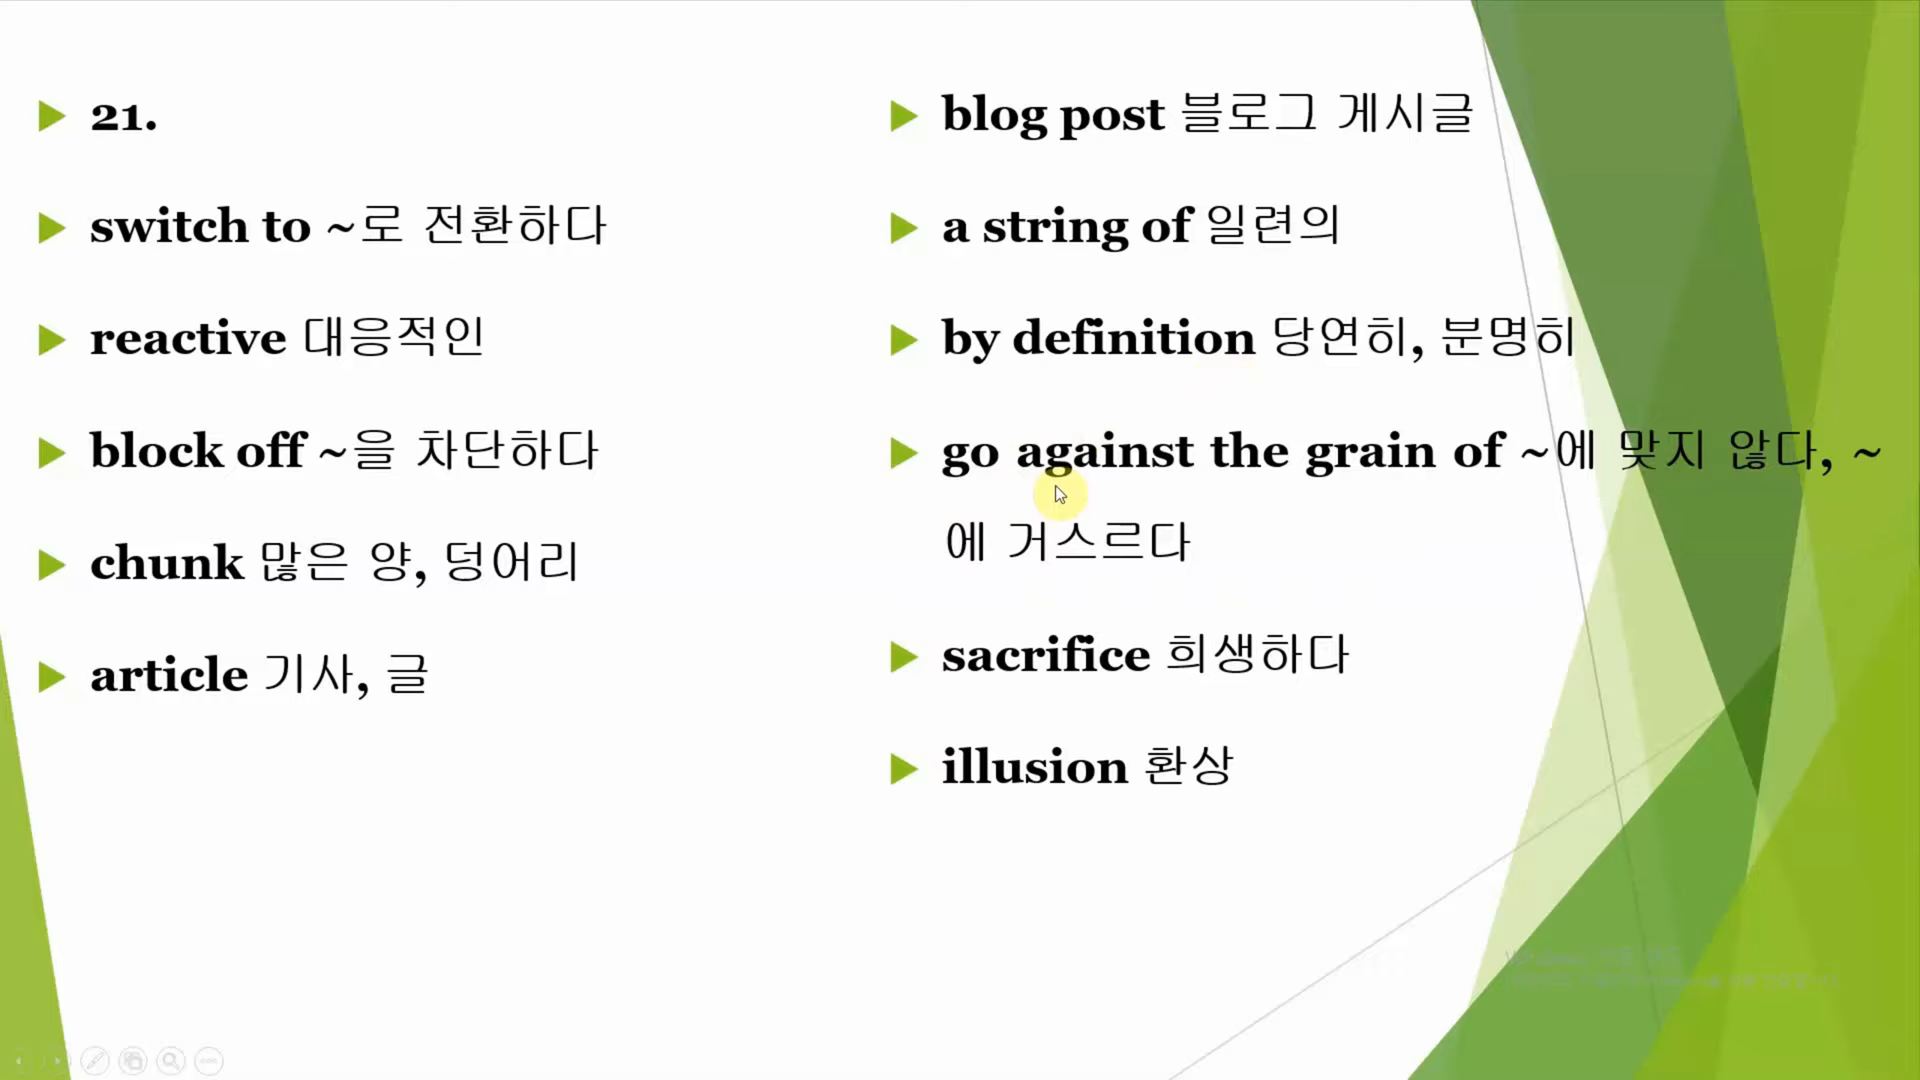 21.
switch to ~로 전환하다
reactive 대응적인
block off ~을 차단하다
chunk 많은 양, 덩어리
article 기사, 글
blog post 블로그 게시글
a string of 일련의
by definition 당연히, 분명히
go against the grain of ~에 맞지 않다, ~
에 거스르다
sacrifice 희생하다
illusion 환상